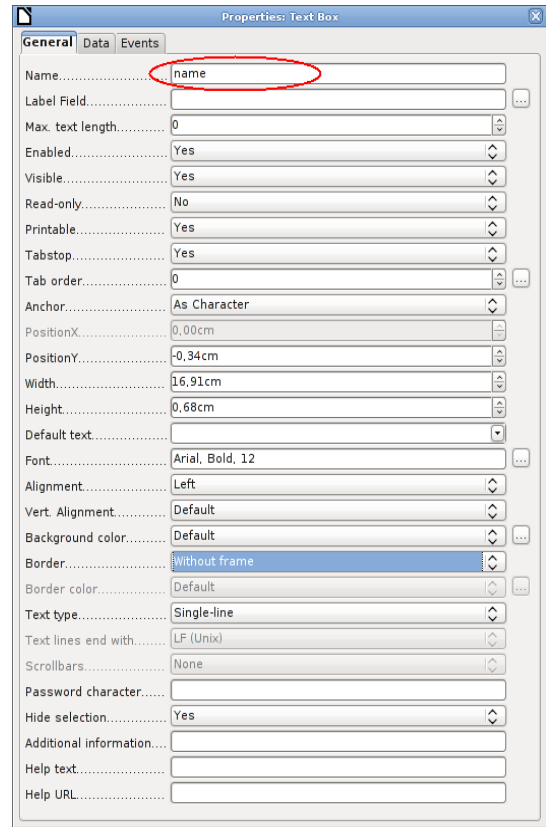 Properties: Text Box
General Data Events
Name........................ name
Label Field.................. ...
Max. text length............ 0
Enabled..................... Yes
Visible...................... Yes
Read-only................... No
Printable.................... Yes
Tabstop..................... Yes
Tab order................... 0 ...
Anchor...................... As Character
PositionX.................... 0,00cm
PositionY.................... -0,34cm
Width....................... 16,91cm
Height...................... 0,68cm
Default text................
Font......................... Arial, Bold, 12 ...
Alignment................... Left
Vert. Alignment............. Default
Background color........... Default ...
Border....................... Without frame
Border color................ Default ...
Text type.................... Single-line
Text lines end with........ LF (Unix)
Scrollbars................... None
Password character......
Hide selection.............. Yes
Additional information....
Help text....................
Help URL....................